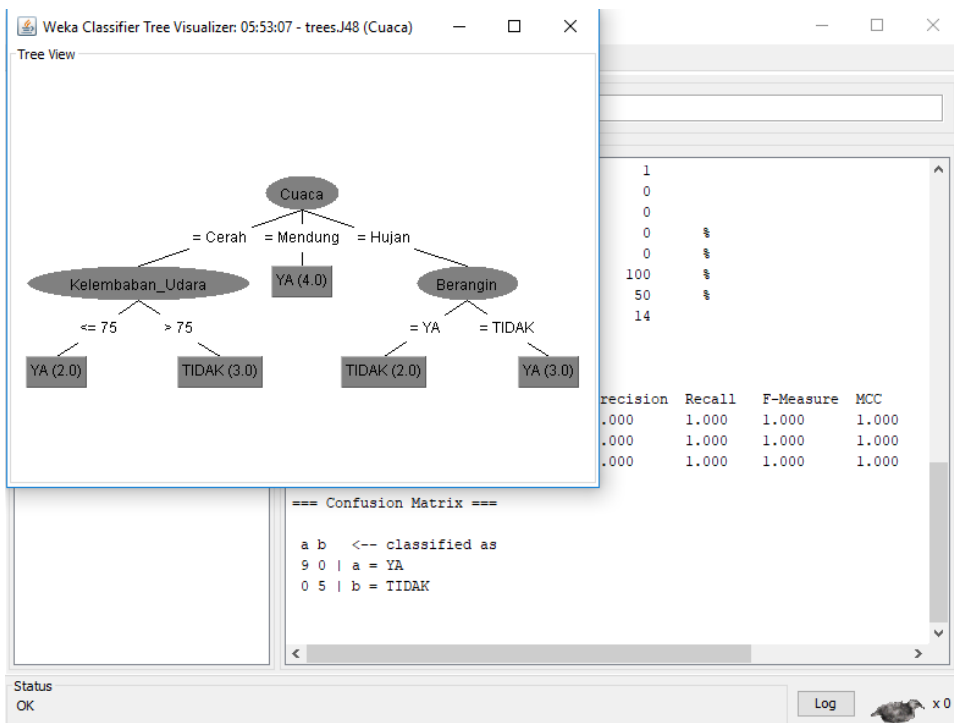 Weka Classifier Tree Visualizer: 05:53:07 - trees.J48 (Cuaca)
Tree View
Cuaca
= Cerah = Mendung = Hujan
Kelembaban_Udara YA (4.0) Berangin
<= 75 > 75 = YA = TIDAK
YA (2.0) TIDAK (3.0) TIDAK (2.0) YA (3.0)
1
0
0
0 %
0 %
100 %
50 %
14
recision Recall F-Measure MCC
.000 1.000 1.000 1.000
.000 1.000 1.000 1.000
.000 1.000 1.000 1.000
=== Confusion Matrix ===
a b <-- classified as
9 0 | a = YA
0 5 | b = TIDAK
Status
OK
Log
x 0